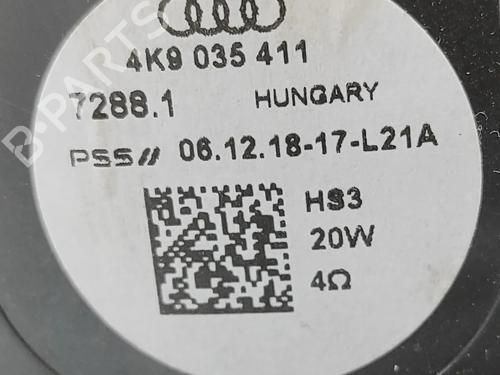 4K9 035 411
7288.1 HUNGARY
PSS// 06.12.18-17-L21A
HS3
20W
4Ω
B-PARTS